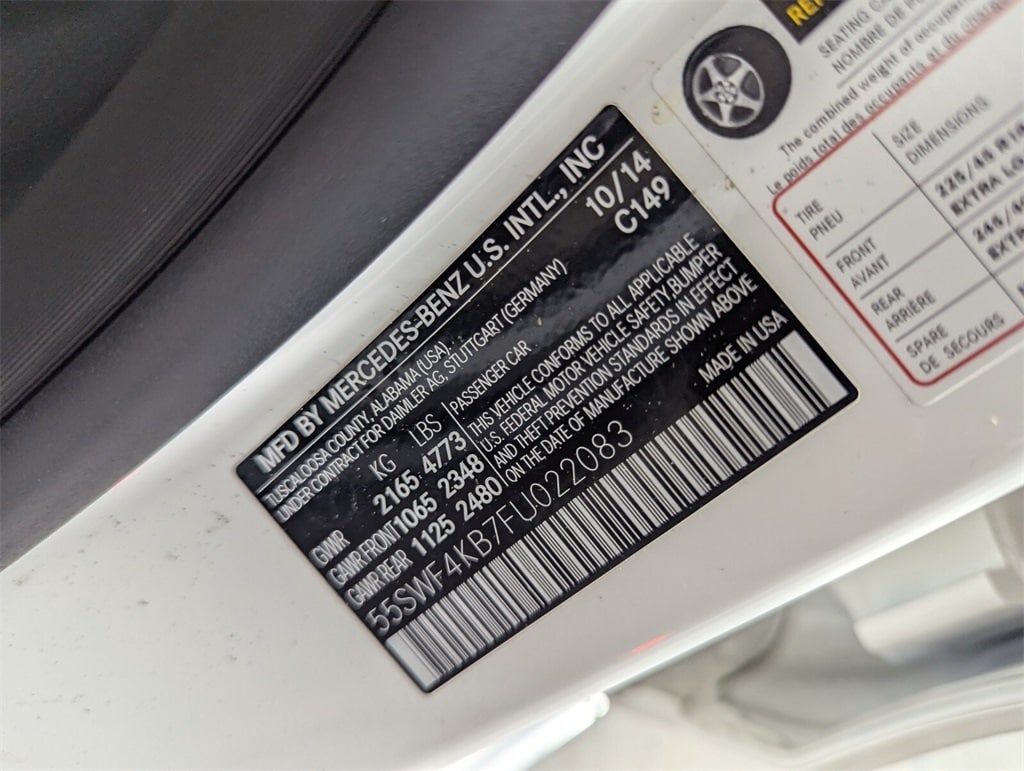 MFD BY MERCEDES-BENZ U.S. INTL., INC
TUSCALOOSA COUNTY, ALABAMA (USA)
10/14
UNDER CONTRACT FOR DAIMLER AG, STUTTGART (GERMANY)
C149
KG LBS
PASSENGER CAR
GVWR 2165 4773
GAWR FRONT 1065 2348
GAWR REAR 1125 2480
THIS VEHICLE CONFORMS TO ALL APPLICABLE
U.S. FEDERAL MOTOR VEHICLE SAFETY, BUMPER
AND THEFT PREVENTION STANDARDS IN EFFECT
ON THE DATE OF MANUFACTURE SHOWN ABOVE
55SWF4KB7FU022083
MADE IN USA
SEATING
NOMBRE DE
The combined weight of
Le poids total des occupants et du
TIRE
PNEU
SIZE
DIMENSIONS
FRONT
AVANT
225/45
EXTRA
REAR
ARRIÈRE
SPARE
DE SECOURS